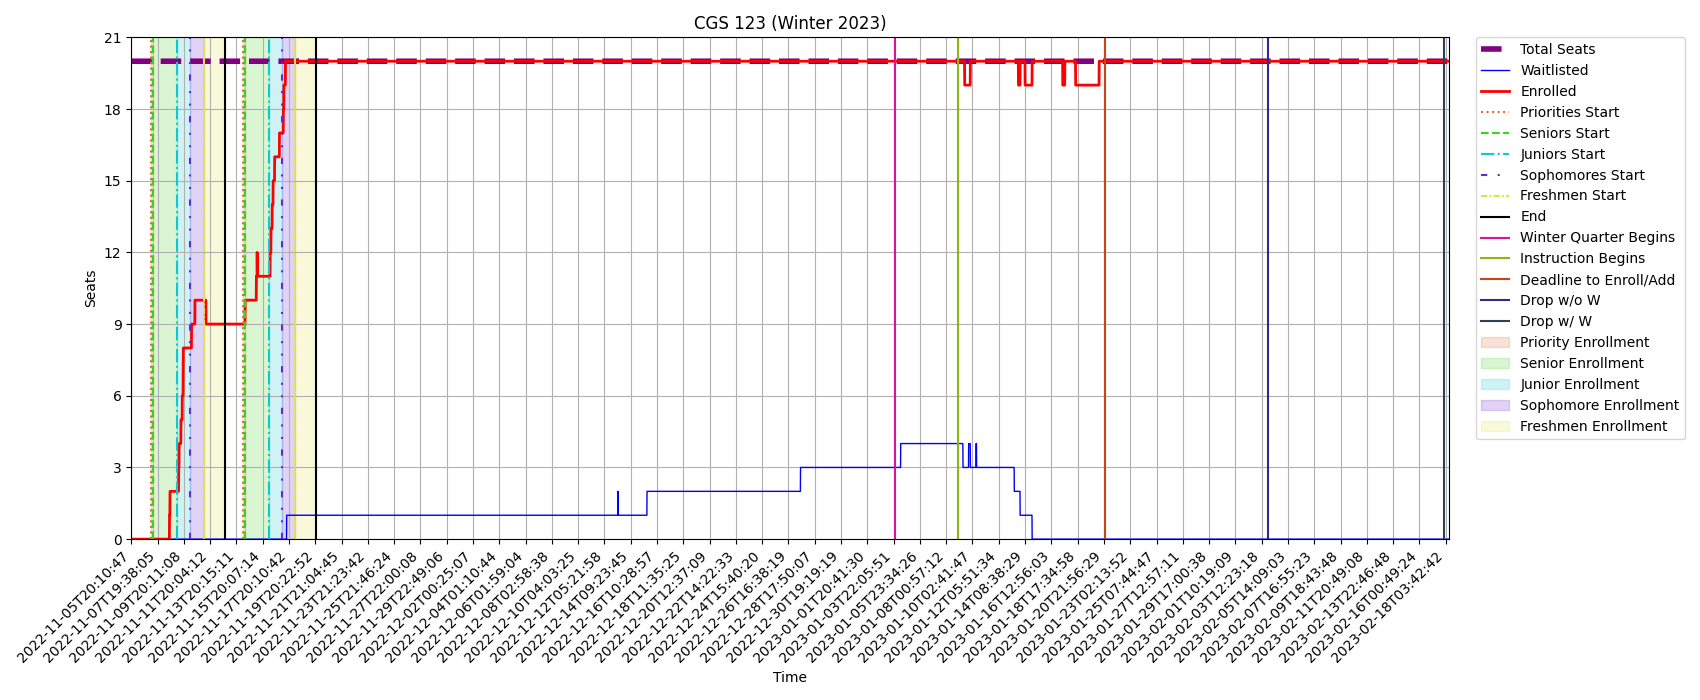 CGS 123 (Winter 2023)
21
18
15
12
9
6
3
0
Seats
2022-11-05T20:10:47
2022-11-07T19:38:05
2022-11-09T20:11:08
2022-11-11T20:04:12
2022-11-13T20:15:11
2022-11-15T20:07:14
2022-11-17T20:10:42
2022-11-19T20:22:52
2022-11-21T21:04:45
2022-11-23T21:23:42
2022-11-25T21:46:24
2022-11-27T22:00:08
2022-11-29T22:49:06
2022-12-02T00:25:07
2022-12-04T01:10:44
2022-12-06T01:59:04
2022-12-08T02:58:38
2022-12-10T04:03:25
2022-12-12T05:21:58
2022-12-14T09:23:45
2022-12-16T10:28:57
2022-12-18T11:35:25
2022-12-20T12:37:09
2022-12-22T14:22:33
2022-12-24T15:40:20
2022-12-26T16:38:19
2022-12-28T17:50:07
2022-12-30T19:19:19
2023-01-01T20:41:30
2023-01-03T22:05:51
2023-01-05T23:34:26
2023-01-08T00:57:12
2023-01-10T02:41:47
2023-01-12T05:51:34
2023-01-14T08:38:29
2023-01-16T12:56:03
2023-01-18T17:34:58
2023-01-20T21:56:29
2023-01-23T02:13:52
2023-01-25T07:44:47
2023-01-27T12:57:11
2023-01-29T17:00:38
2023-02-01T10:19:09
2023-02-03T12:23:18
2023-02-05T14:09:03
2023-02-07T16:55:23
2023-02-09T18:43:48
2023-02-11T20:49:08
2023-02-13T22:46:48
2023-02-16T00:49:24
2023-02-18T03:42:42
Time
Total Seats
Waitlisted
Enrolled
Priorities Start
Seniors Start
Juniors Start
Sophomores Start
Freshmen Start
End
Winter Quarter Begins
Instruction Begins
Deadline to Enroll/Add
Drop w/o W
Drop w/ W
Priority Enrollment
Senior Enrollment
Junior Enrollment
Sophomore Enrollment
Freshmen Enrollment